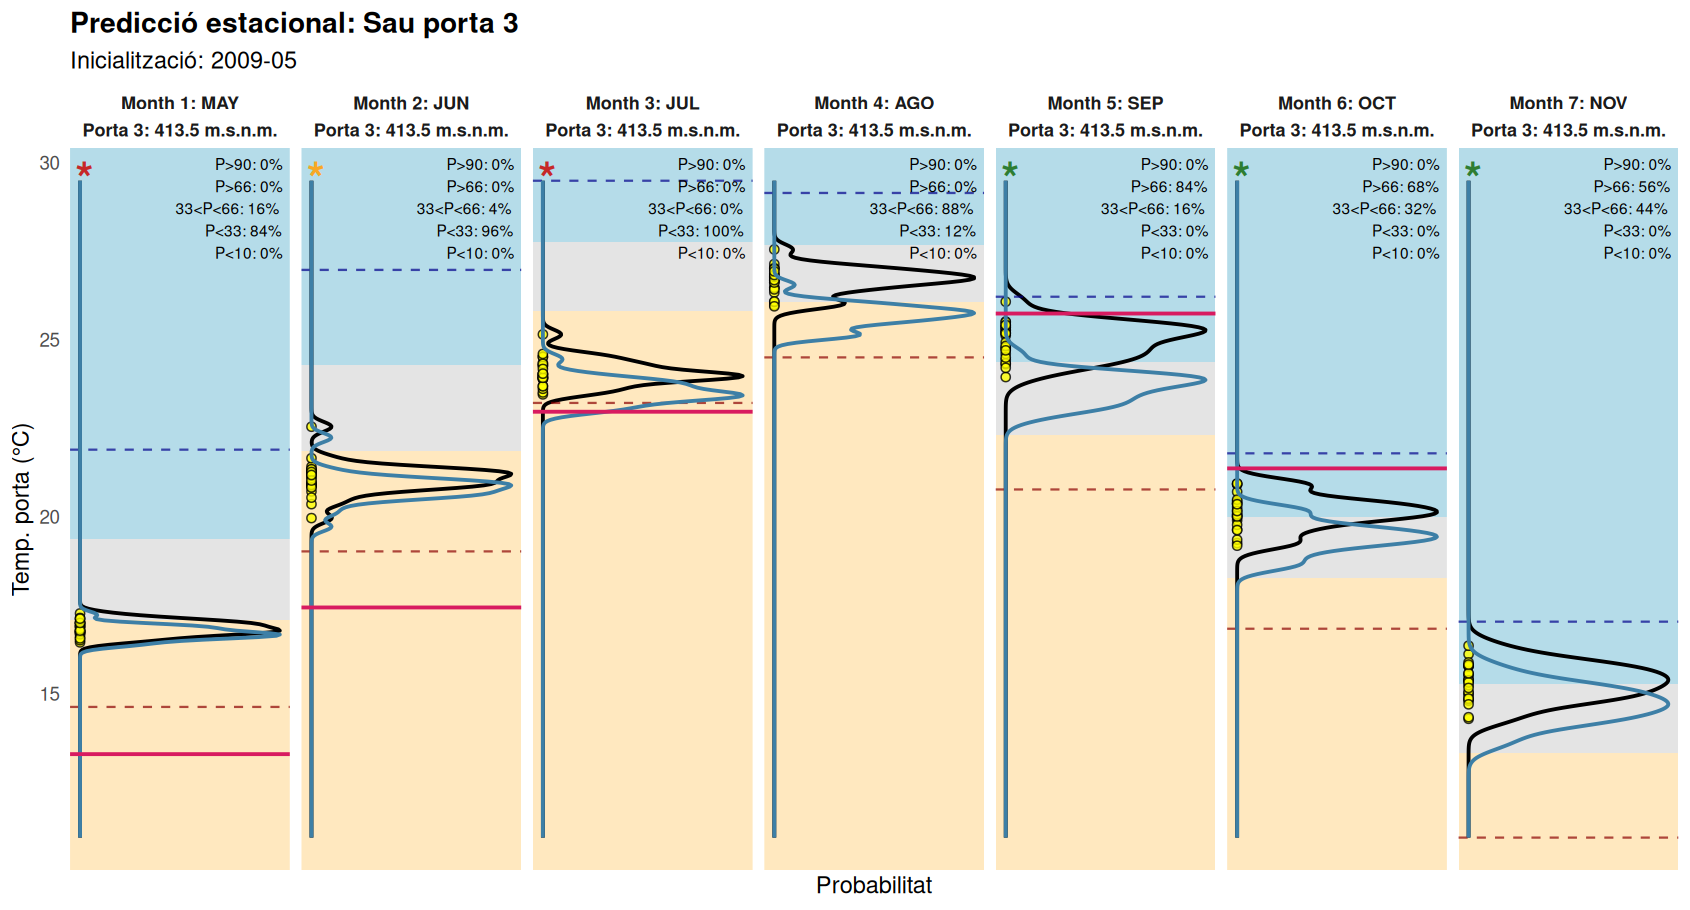 Predicció estacional: Sau porta 3
Inicialització: 2009-05
Month 1: MAY
Porta 3: 413.5 m.s.n.m.
Month 2: JUN
Porta 3: 413.5 m.s.n.m.
Month 3: JUL
Porta 3: 413.5 m.s.n.m.
Month 4: AGO
Porta 3: 413.5 m.s.n.m.
Month 5: SEP
Porta 3: 413.5 m.s.n.m.
Month 6: OCT
Porta 3: 413.5 m.s.n.m.
Month 7: NOV
Porta 3: 413.5 m.s.n.m.
Temp. porta (°C)
30
25
20
15
*
P>90: 0%
P>66: 0%
33<P<66: 16%
P<33: 84%
P<10: 0%
*
P>90: 0%
P>66: 0%
33<P<66: 4%
P<33: 96%
P<10: 0%
*
P>90: 0%
P>66: 0%
33<P<66: 0%
P<33: 100%
P<10: 0%
P>90: 0%
P>66: 0%
33<P<66: 88%
P<33: 12%
P<10: 0%
*
P>90: 0%
P>66: 84%
33<P<66: 16%
P<33: 0%
P<10: 0%
*
P>90: 0%
P>66: 68%
33<P<66: 32%
P<33: 0%
P<10: 0%
*
P>90: 0%
P>66: 56%
33<P<66: 44%
P<33: 0%
P<10: 0%
Probabilitat